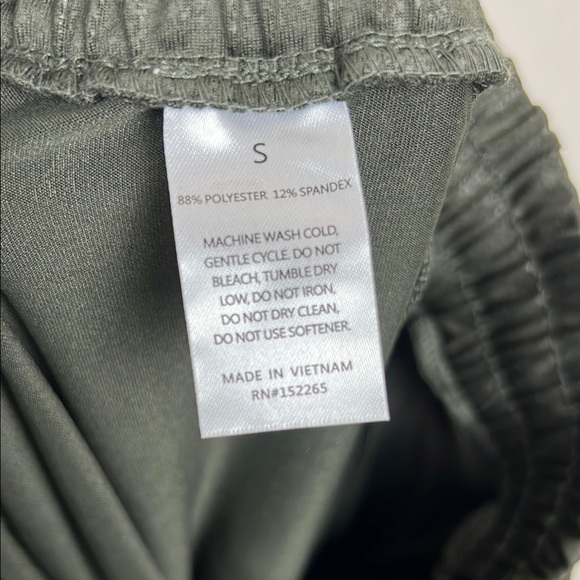 S
88% POLYESTER 12% SPANDEX
MACHINE WASH COLD,
GENTLE CYCLE. DO NOT
BLEACH, TUMBLE DRY
LOW, DO NOT IRON,
DO NOT DRY CLEAN,
DO NOT USE SOFTENER.
MADE IN VIETNAM
RN#152265